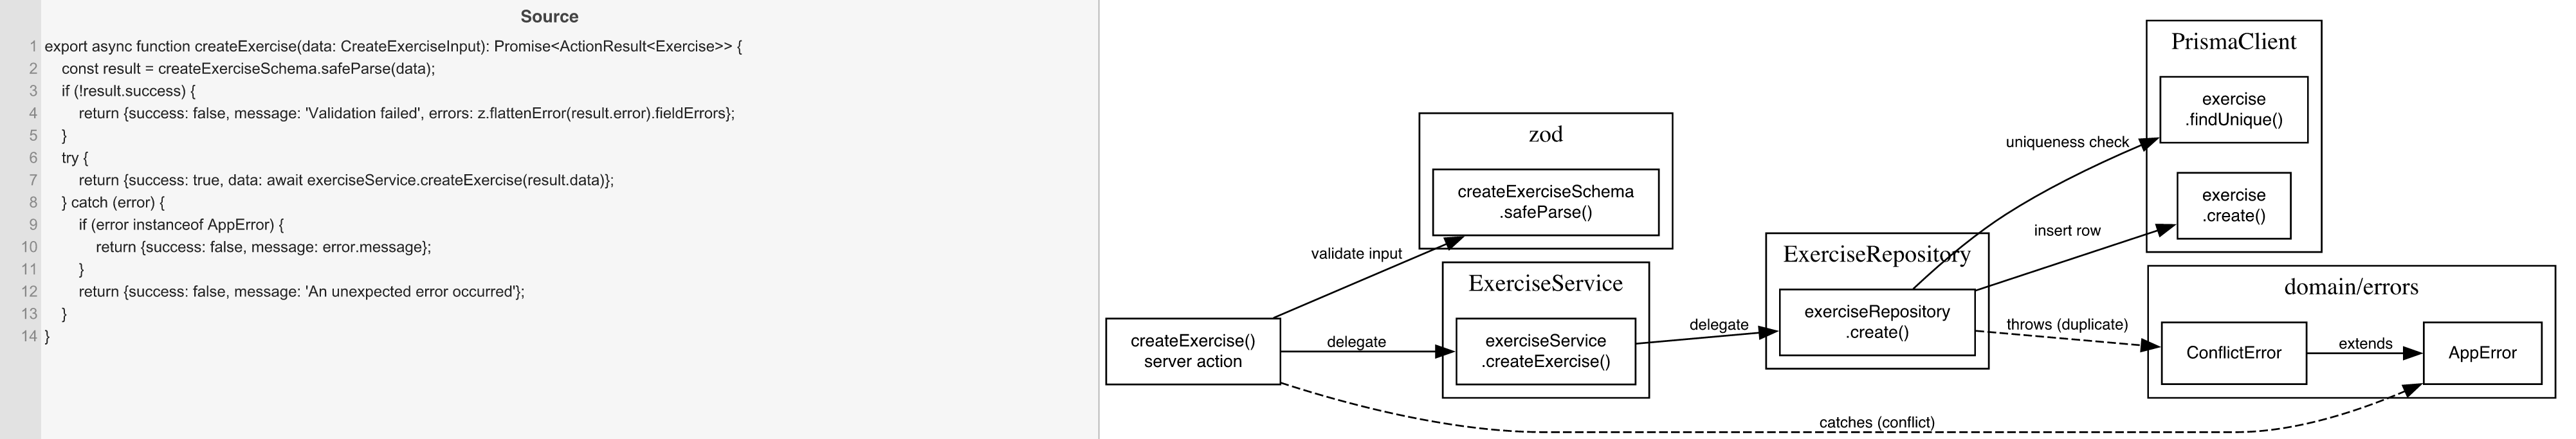 Source
1 export async function createExercise(data: CreateExerciseInput): Promise<ActionResult<Exercise>> {
2 const result = createExerciseSchema.safeParse(data);
3 if (!result.success) {
4 return {success: false, message: 'Validation failed', errors: z.flattenError(result.error).fieldErrors};
5 }
6 try {
7 return {success: true, data: await exerciseService.createExercise(result.data)};
8 } catch (error) {
9 if (error instanceof AppError) {
10 return {success: false, message: error.message};
11 }
12 return {success: false, message: 'An unexpected error occurred'};
13 }
14 }
createExercise()
server action
validate input
delegate
zod
createExerciseSchema
.safeParse()
ExerciseService
exerciseService
.createExercise()
delegate
ExerciseRepository
exerciseRepository
.create()
uniqueness check
insert row
throws (duplicate)
catches (conflict)
PrismaClient
exercise
.findUnique()
exercise
.create()
domain/errors
ConflictError
extends
AppError